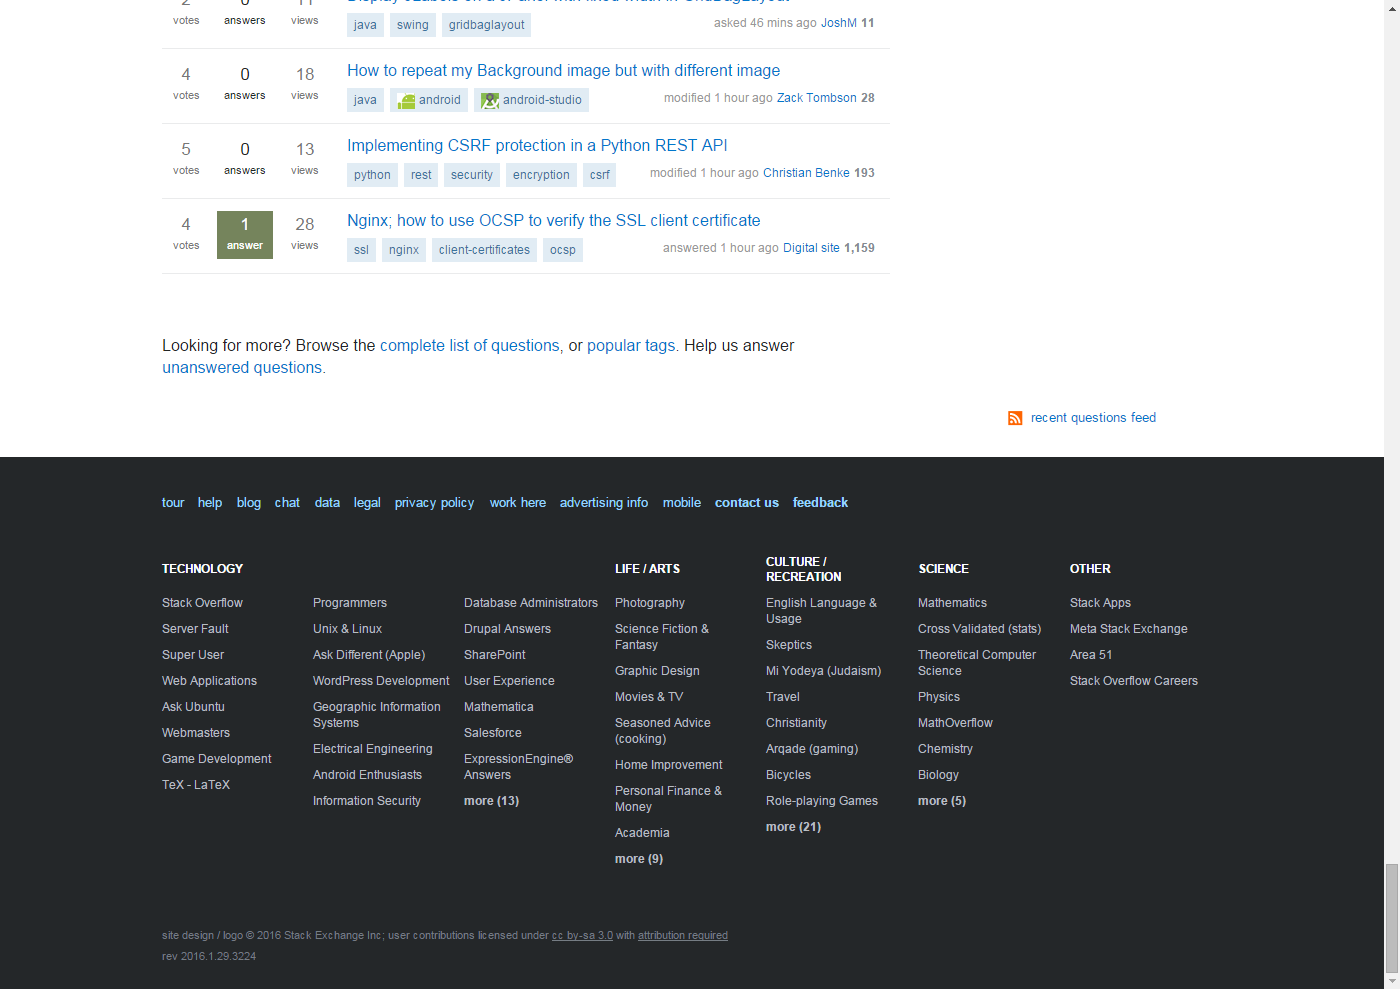 votes answers views
java swing gridbaglayout asked 46 mins ago JoshM 11
4 0 18 How to repeat my Background image but with different image
votes answers views java android android-studio modified 1 hour ago Zack Tombson 28
5 0 13 Implementing CSRF protection in a Python REST API
votes answers views python rest security encryption csrf modified 1 hour ago Christian Benke 193
4 1 28 Nginx; how to use OCSP to verify the SSL client certificate
votes answer views ssl nginx client-certificates ocsp answered 1 hour ago Digital site 1,159
Looking for more? Browse the complete list of questions, or popular tags. Help us answer
unanswered questions.
recent questions feed
tour help blog chat data legal privacy policy work here advertising info mobile contact us feedback
TECHNOLOGY
Stack Overflow
Server Fault
Super User
Web Applications
Ask Ubuntu
Webmasters
Game Development
TeX - LaTeX
Programmers
Unix & Linux
Ask Different (Apple)
WordPress Development
Geographic Information
Systems
Electrical Engineering
Android Enthusiasts
Information Security
Database Administrators
Drupal Answers
SharePoint
User Experience
Mathematica
Salesforce
ExpressionEngine®
Answers
more (13)
LIFE / ARTS
Photography
Science Fiction &
Fantasy
Graphic Design
Movies & TV
Seasoned Advice
(cooking)
Home Improvement
Personal Finance &
Money
Academia
more (9)
CULTURE /
RECREATION
English Language &
Usage
Skeptics
Mi Yodeya (Judaism)
Travel
Christianity
Arqade (gaming)
Bicycles
Role-playing Games
more (21)
SCIENCE
Mathematics
Cross Validated (stats)
Theoretical Computer
Science
Physics
MathOverflow
Chemistry
Biology
more (5)
OTHER
Stack Apps
Meta Stack Exchange
Area 51
Stack Overflow Careers
site design / logo © 2016 Stack Exchange Inc; user contributions licensed under cc by-sa 3.0 with attribution required
rev 2016.1.29.3224